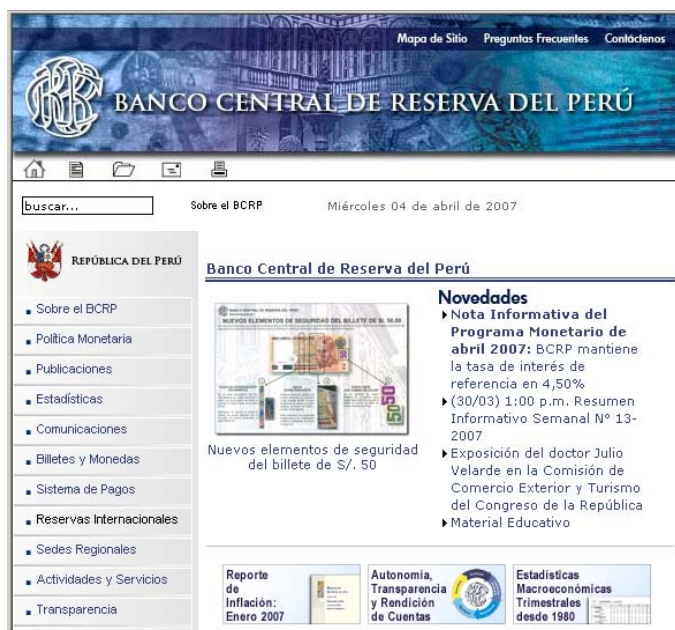 Mapa de Sitio Preguntas Frecuentes Contáctenos
BANCO CENTRAL DE RESERVA DEL PERÚ
buscar...
Sobre el BCRP
Miércoles 04 de abril de 2007
REPÚBLICA DEL PERÚ
Sobre el BCRP
Política Monetaria
Publicaciones
Estadísticas
Comunicaciones
Billetes y Monedas
Sistema de Pagos
Reservas Internacionales
Sedes Regionales
Actividades y Servicios
Transparencia
Banco Central de Reserva del Perú
NUEVOS ELEMENTOS DE SEGURIDAD DEL BILLETE DE S/. 50.00
Nuevos elementos de seguridad
del billete de S/. 50
Novedades
Nota Informativa del
Programa Monetario de
abril 2007: BCRP mantiene
la tasa de interés de
referencia en 4,50%
(30/03) 1:00 p.m. Resumen
Informativo Semanal N° 13-
2007
Exposición del doctor Julio
Velarde en la Comisión de
Comercio Exterior y Turismo
del Congreso de la República
Material Educativo
Reporte
de
Inflación:
Enero 2007
Autonomía,
Transparencia
y Rendición
de Cuentas
Estadísticas
Macroeconómicas
Trimestrales
desde 1980